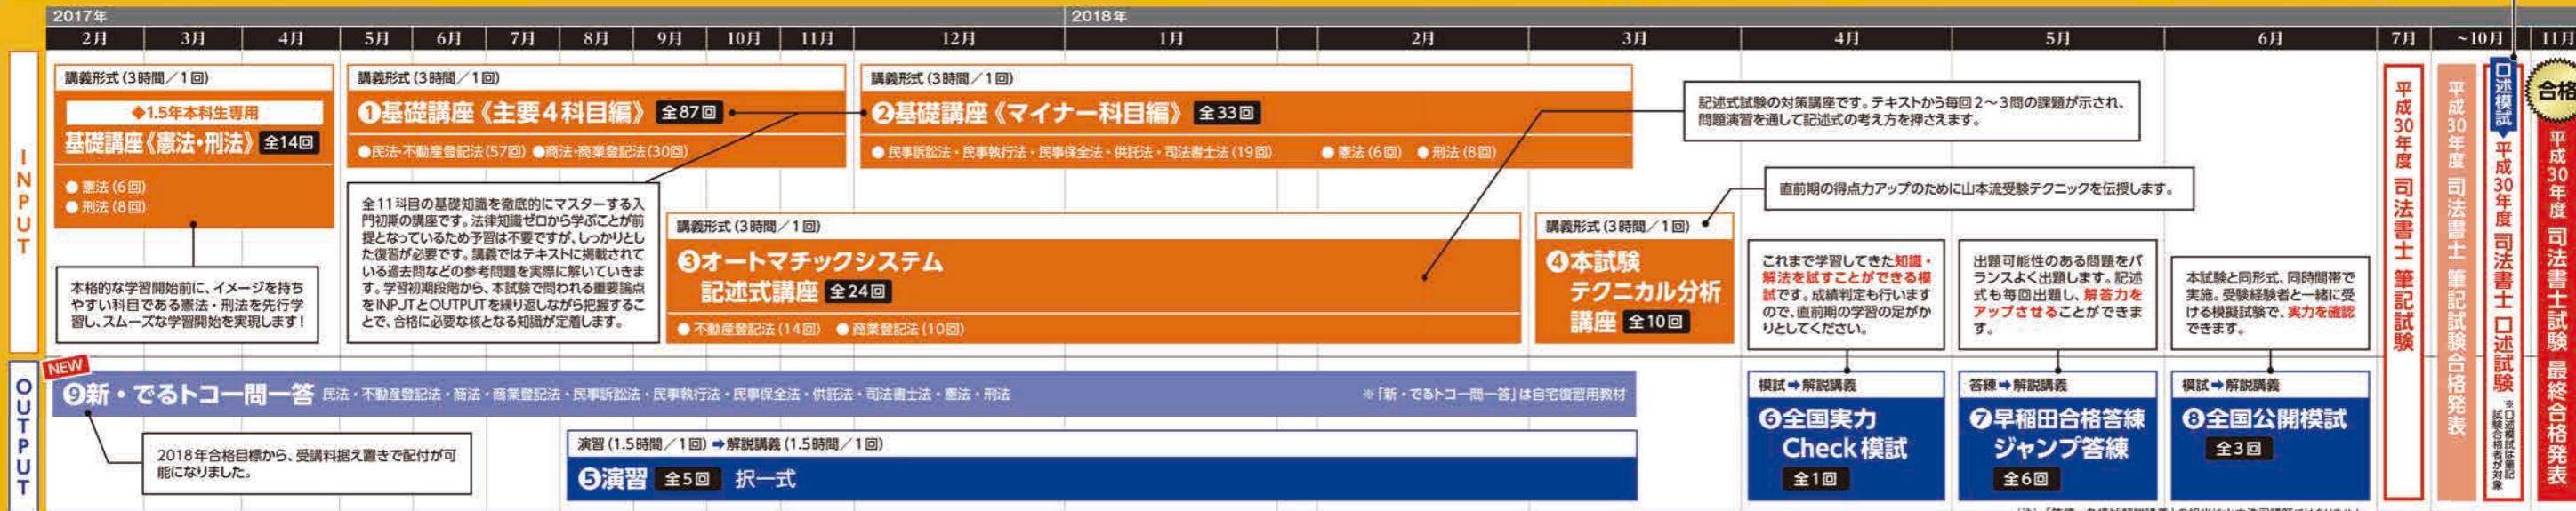 2017年
2018年
2月 3月 4月 5月 6月 7月 8月 9月 10月 11月 12月 1月 2月 3月 4月 5月 6月 7月 ~10月 11月
INPUT
講義形式(3時間/1回)
◆1.5年本科生専用
基礎講座《憲法・刑法》 全14回
● 憲法(6回)
● 刑法(8回)
本格的な学習開始前に、イメージを持ち
やすい科目である憲法・刑法を先行学
習し、スムーズな学習開始を実現します!
講義形式(3時間/1回)
❶基礎講座《主要4科目編》 全87回
●民法・不動産登記法(57回) ●商法・商業登記法(30回)
全11科目の基礎知識を徹底的にマスターする入
門初期の講座です。法律知識ゼロから学ぶことが前
提となっているため予習は不要ですが、しっかりとし
た復習が必要です。講義ではテキストに掲載されて
いる過去問などの参考問題を実際に解いていきま
す。学習初期段階から、本試験で問われる重要論点
をINPUTとOUTPUTを繰り返しながら把握するこ
とで、合格に必要な核となる知識が定着します。
講義形式(3時間/1回)
❷基礎講座《マイナー科目編》 全33回
● 民事訴訟法・民事執行法・民事保全法・供託法・司法書士法(19回) ● 憲法(6回) ● 刑法(8回)
講義形式(3時間/1回)
❸オートマチックシステム
記述式講座 全24回
● 不動産登記法(14回) ● 商業登記法(10回)
記述式試験の対策講座です。テキストから毎回2〜3問の課題が示され、
問題演習を通して記述式の考え方を押さえます。
直前期の得点力アップのために山本流受験テクニックを伝授します。
講義形式(3時間/1回)
❹本試験
テクニカル分析
講座 全10回
これまで学習してきた知識・
解法を試すことができる模
試です。成績判定も行います
ので、直前期の学習の足がか
りとしてください。
出題可能性のある問題をバ
ランスよく出題します。記述
式も毎回出題し、解答力を
アップさせることができま
す。
本試験と同形式、同時間帯で
実施。受験経験者と一緒に受
ける模擬試験で、実力を確認
できます。
OUTPUT
NEW
❾新・でるトコ一問一答 民法・不動産登記法・商法・商業登記法・民事訴訟法・民事執行法・民事保全法・供託法・司法書士法・憲法・刑法 ※「新・でるトコ一問一答」は自宅復習用教材
2018年合格目標から、受講料据え置きで配付が可
能になりました。
演習(1.5時間/1回)➡解説講義(1.5時間/1回)
❺演習 全5回 択一式
模試➡解説講義
❻全国実力
Check模試
全1回
答練➡解説講義
❼早稲田合格答練
ジャンプ答練
全6回
模試➡解説講義
❽全国公開模試
全3回
平成30年度 司法書士 筆記試験
平成30年度 司法書士 筆記試験合格発表
口述模試
平成30年度 司法書士 口述試験
※口述模試は筆記
試験合格者が対象
合格
平成30年度 司法書士試験 最終合格発表